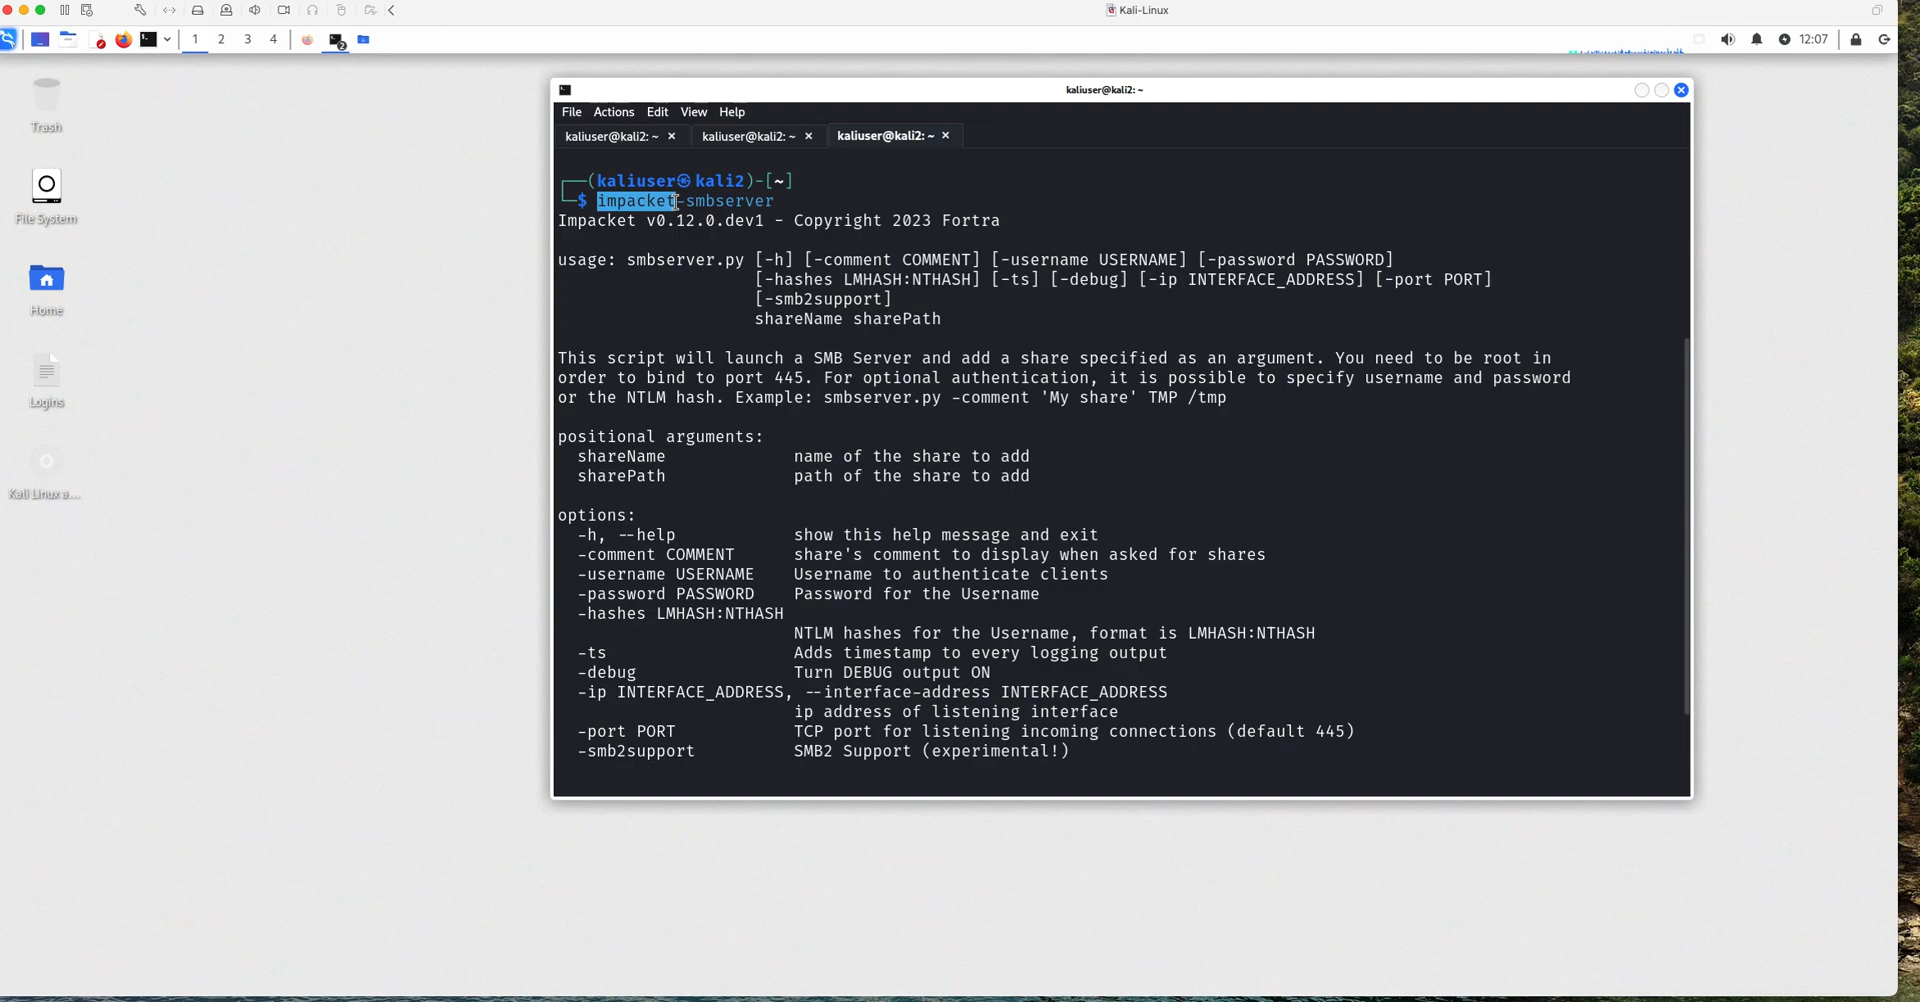 Kali-Linux
1 2 3 4
2
12:07
Trash
File System
Home
Logins
Kali Linux a...
kaliuser@kali2: ~
File Actions Edit View Help
kaliuser@kali2: ~ × kaliuser@kali2: ~ × kaliuser@kali2: ~ ×
┌──(kaliuser㉿kali2)-[~]
└─$ impacket-smbserver
Impacket v0.12.0.dev1 - Copyright 2023 Fortra
usage: smbserver.py [-h] [-comment COMMENT] [-username USERNAME] [-password PASSWORD]
[-hashes LMHASH:NTHASH] [-ts] [-debug] [-ip INTERFACE_ADDRESS] [-port PORT]
[-smb2support]
shareName sharePath
This script will launch a SMB Server and add a share specified as an argument. You need to be root in
order to bind to port 445. For optional authentication, it is possible to specify username and password
or the NTLM hash. Example: smbserver.py -comment 'My share' TMP /tmp
positional arguments:
shareName name of the share to add
sharePath path of the share to add
options:
-h, --help show this help message and exit
-comment COMMENT share's comment to display when asked for shares
-username USERNAME Username to authenticate clients
-password PASSWORD Password for the Username
-hashes LMHASH:NTHASH
NTLM hashes for the Username, format is LMHASH:NTHASH
-ts Adds timestamp to every logging output
-debug Turn DEBUG output ON
-ip INTERFACE_ADDRESS, --interface-address INTERFACE_ADDRESS
ip address of listening interface
-port PORT TCP port for listening incoming connections (default 445)
-smb2support SMB2 Support (experimental!)